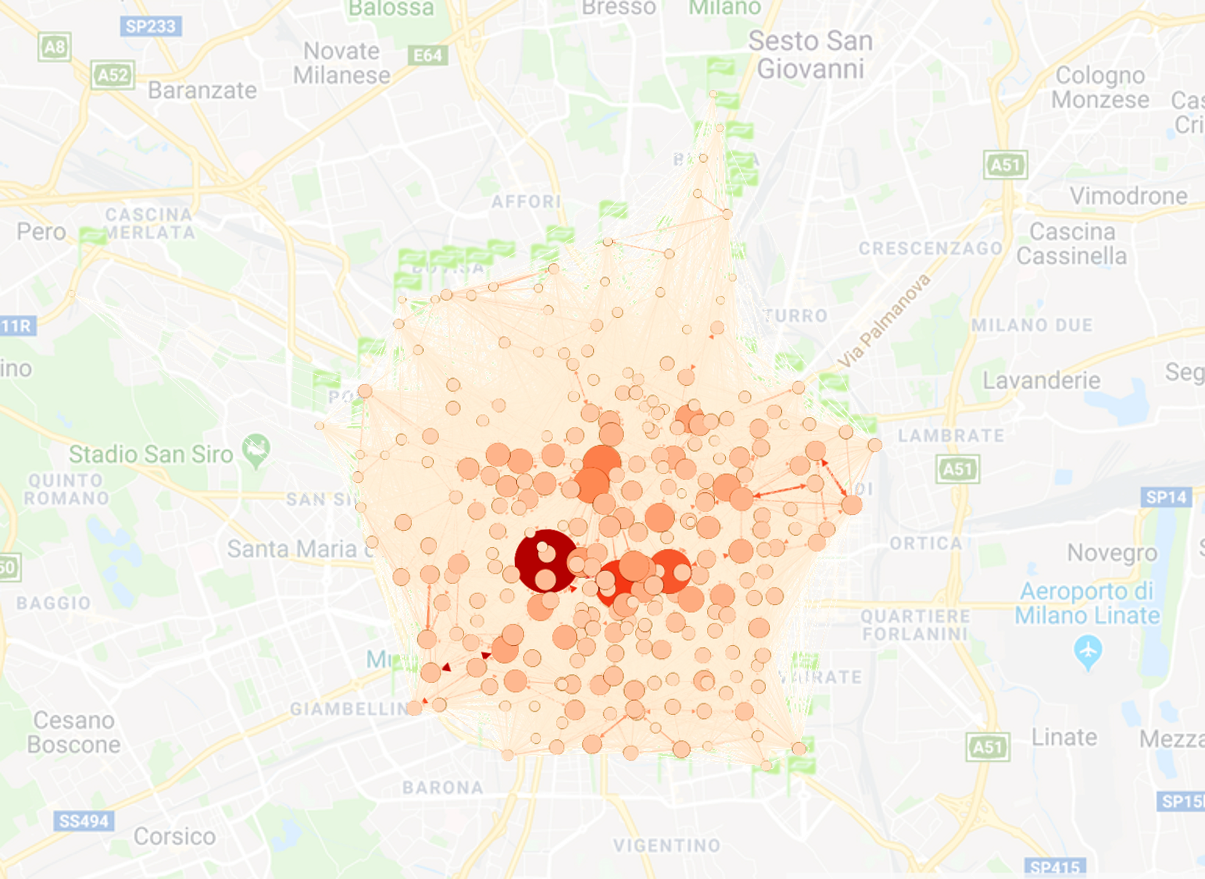 Balossa
Bresso
Milano
SP233
A8
E64
Novate
Milanese
Sesto San
Giovanni
A52
Baranzate
Cologno
Monzese
Cas
Cri
A51
AFFORI
Vimodrone
CASCINA
MERLATA
Pero
CRESCENZAGO
Cascina
Cassinella
11R
TURRO
Via Palmanova
MILANO DUE
ino
Lavanderie
Seg
Stadio San Siro
LAMBRATE
A51
QUINTO
ROMANO
SAN SI
SP14
Santa Maria
ORTICA
Novegro
50
BAGGIO
Aeroporto di
Milano Linate
QUARTIERE
FORLANINI
Mu
GIAMBELLIN
Cesano
Boscone
A51
Linate
Mezza
BARONA
SP15
SS494
Corsico
VIGENTINO
SP415